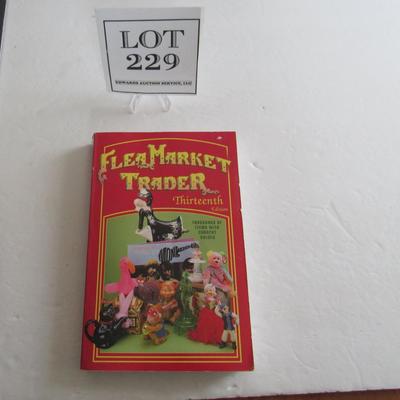 LOT
229
EDWARDS AUCTION SERVICE, LLC
FLEA MARKET
TRADER
Thirteenth
Edition
THOUSANDS OF
ITEMS WITH
CURRENT
VALUES